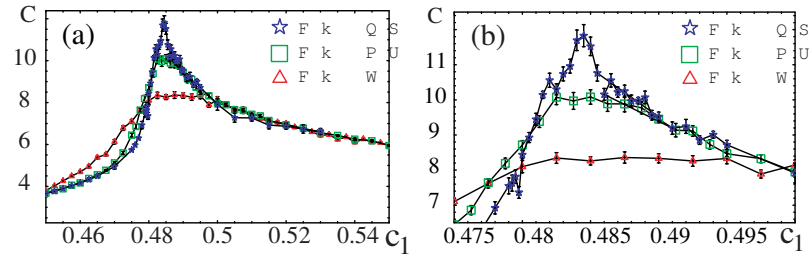 C (a) F k Q S
F k P U
F k W
10
8
6
4
0.46 0.48 0.5 0.52 0.54 c1
C (b) F k Q S
F k P U
F k W
11
10
9
8
7
0.475 0.48 0.485 0.49 0.495 c1